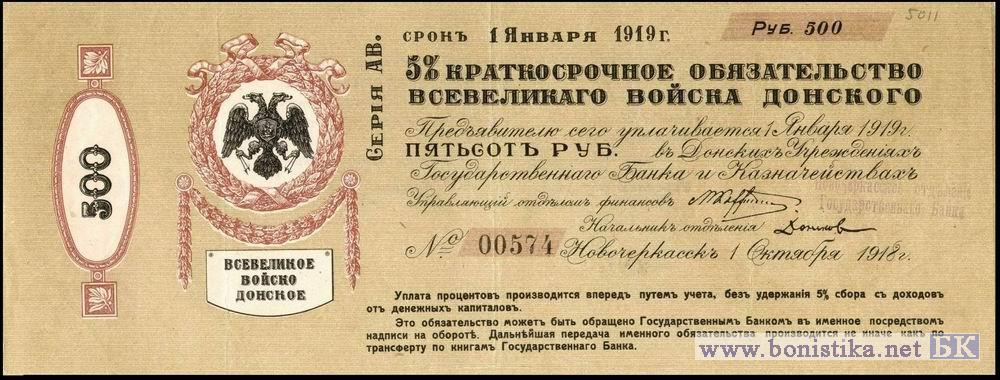 5011
500
Серія АВ.
срокъ 1 Января 1919 г.
Руб. 500
5% краткосрочное обязательство
Всевеликаго Войска Донского
Предъявителю сего уплачивается 1 Января 1919 г.
пятьсотъ руб. въ Донскихъ Учрежденіяхъ
Государственнаго Банка и Казначействахъ
Управляющій отдѣломъ финансовъ
Государственнаго Банка
Начальникъ отдѣленія
№ 00574 Новочеркасскъ 1 Октября 1918 г.
ВСЕВЕЛИКОЕ
ВОЙСКО
ДОНСКОЕ
Уплата процентовъ производится впередъ путемъ учета, безъ удержанія 5% сбора съ доходовъ
отъ денежныхъ капиталовъ.
Это обязательство можетъ быть обращено Государственнымъ Банкомъ въ именное посредствомъ
надписи на оборотѣ. Дальнѣйшая передача именного обязательства производится не иначе какъ по
трансферту по книгамъ Государственнаго Банка.
www.bonistika.net БК